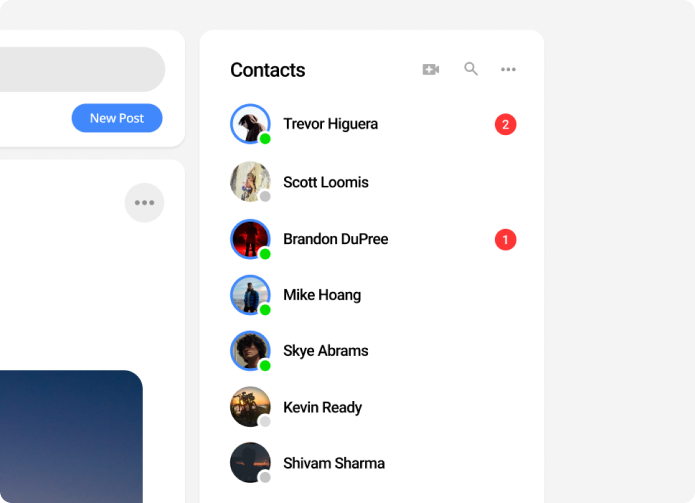 Contacts
New Post
Trevor Higuera
2
Scott Loomis
Brandon DuPree
1
Mike Hoang
Skye Abrams
Kevin Ready
Shivam Sharma